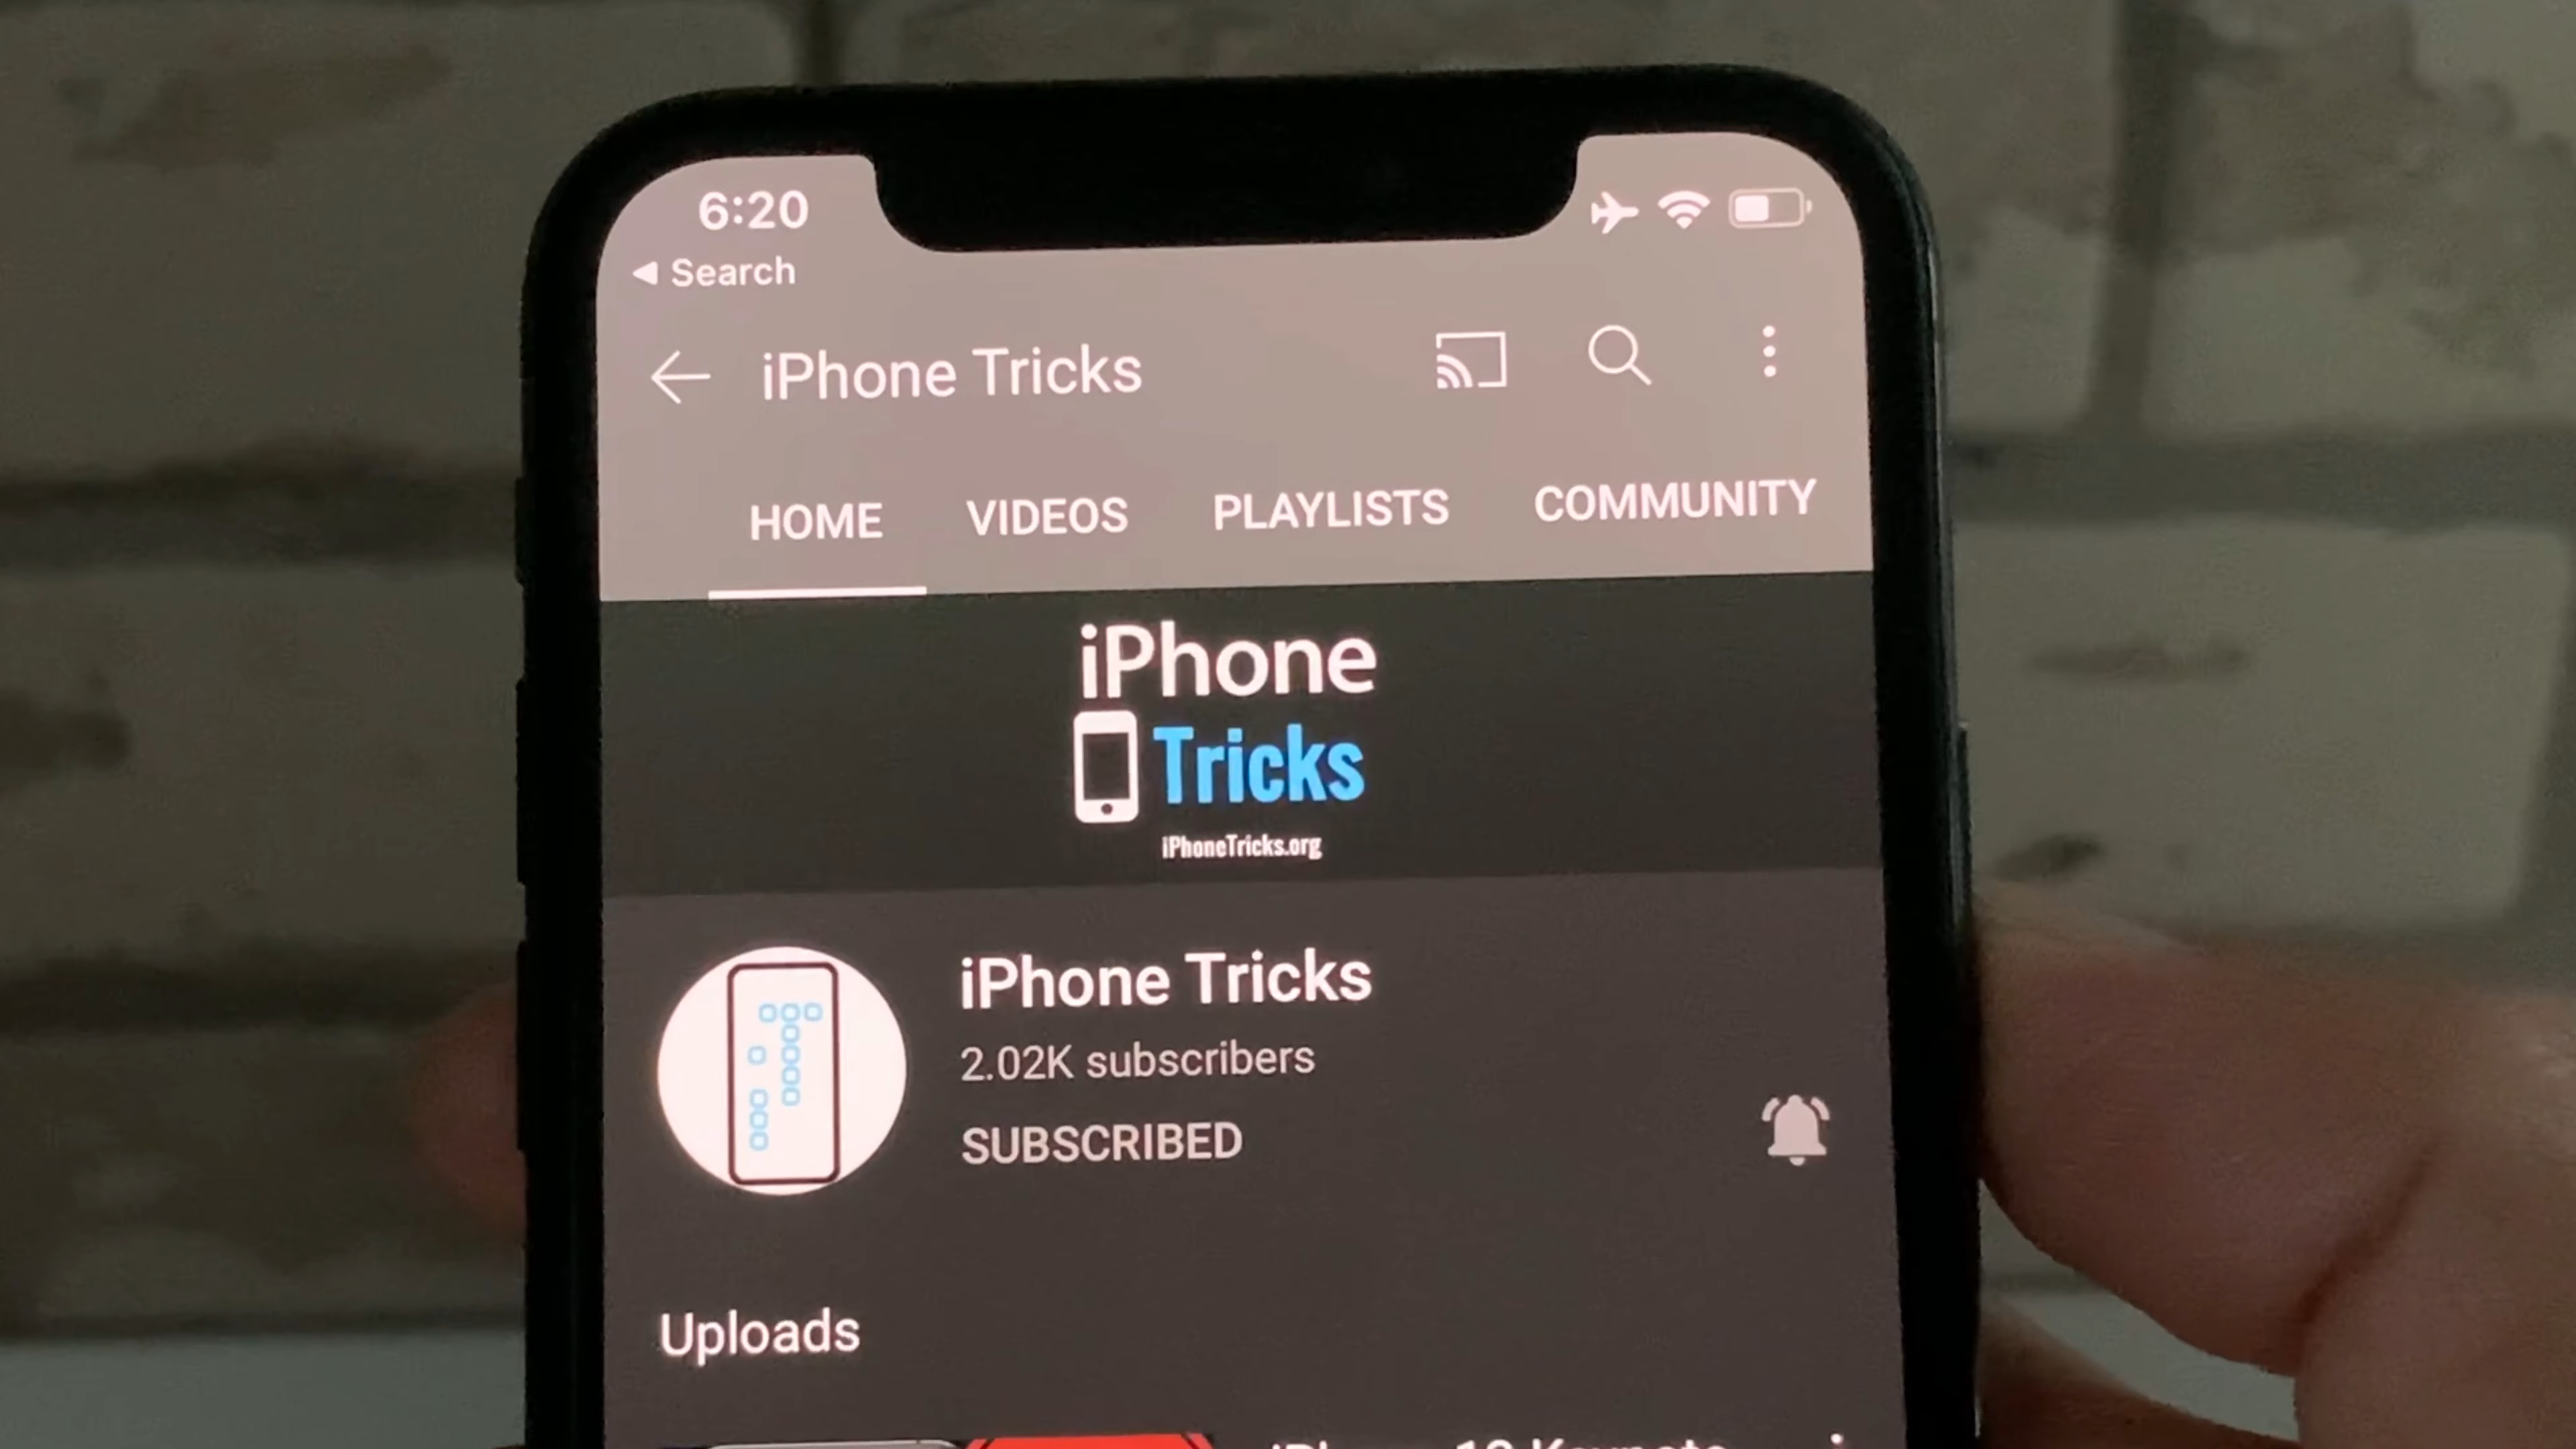 6:20
Search
iPhone Tricks
HOME VIDEOS PLAYLISTS COMMUNITY
iPhone
Tricks
iPhoneTricks.org
iPhone Tricks
2.02K subscribers
SUBSCRIBED
Uploads